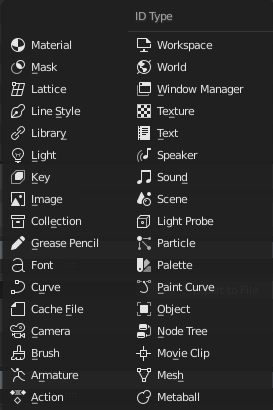 ID Type
Material
Mask
Lattice
Line Style
Library
Light
Key
Image
Collection
Grease Pencil
Font
Curve
Cache File
Camera
Brush
Armature
Action
Workspace
World
Window Manager
Texture
Text
Speaker
Sound
Scene
Light Probe
Particle
Palette
Paint Curve
Object
Node Tree
Movie Clip
Mesh
Metaball